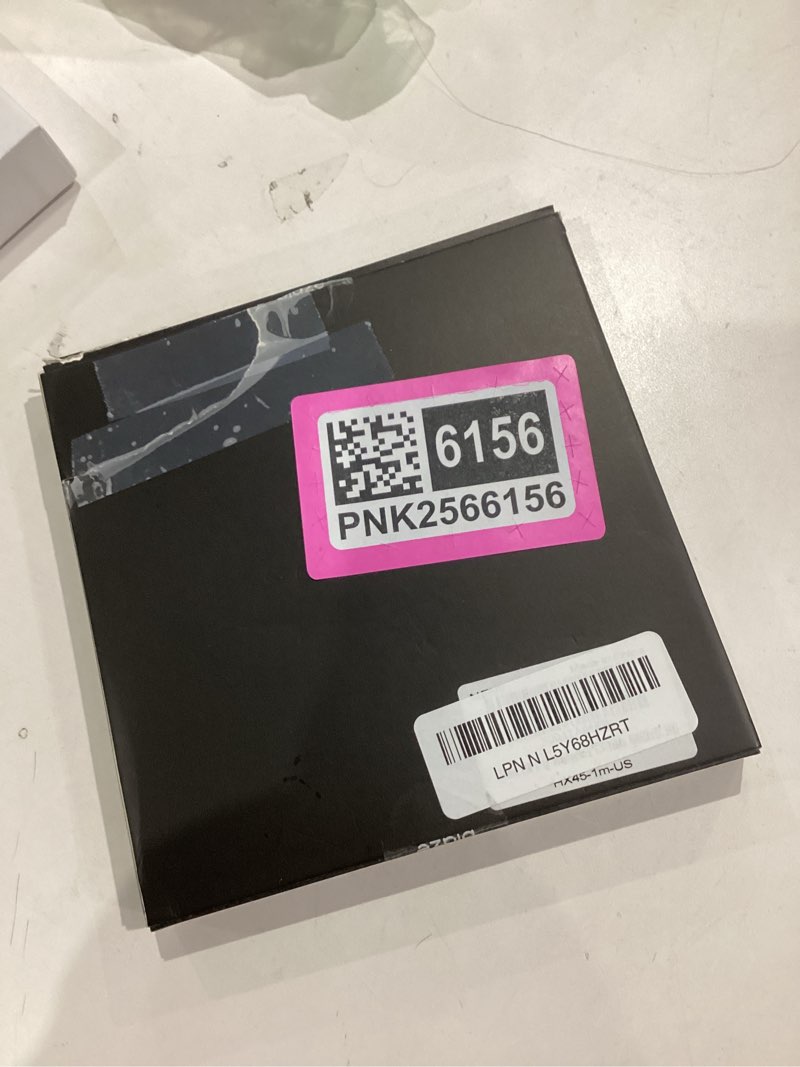 6156
PNK2566156
LPN N L5Y68HZRT
HX45-1m-US